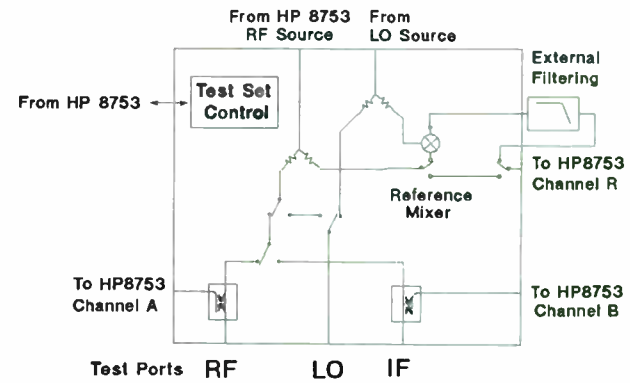 From HP 8753
RF Source
From
LO Source
External
Filtering
Test Set
Control
From HP 8753
To HP8753
Channel R
Reference
Mixer
To HP8753
Channel A
To HP8753
Channel B
Test Ports RF LO IF